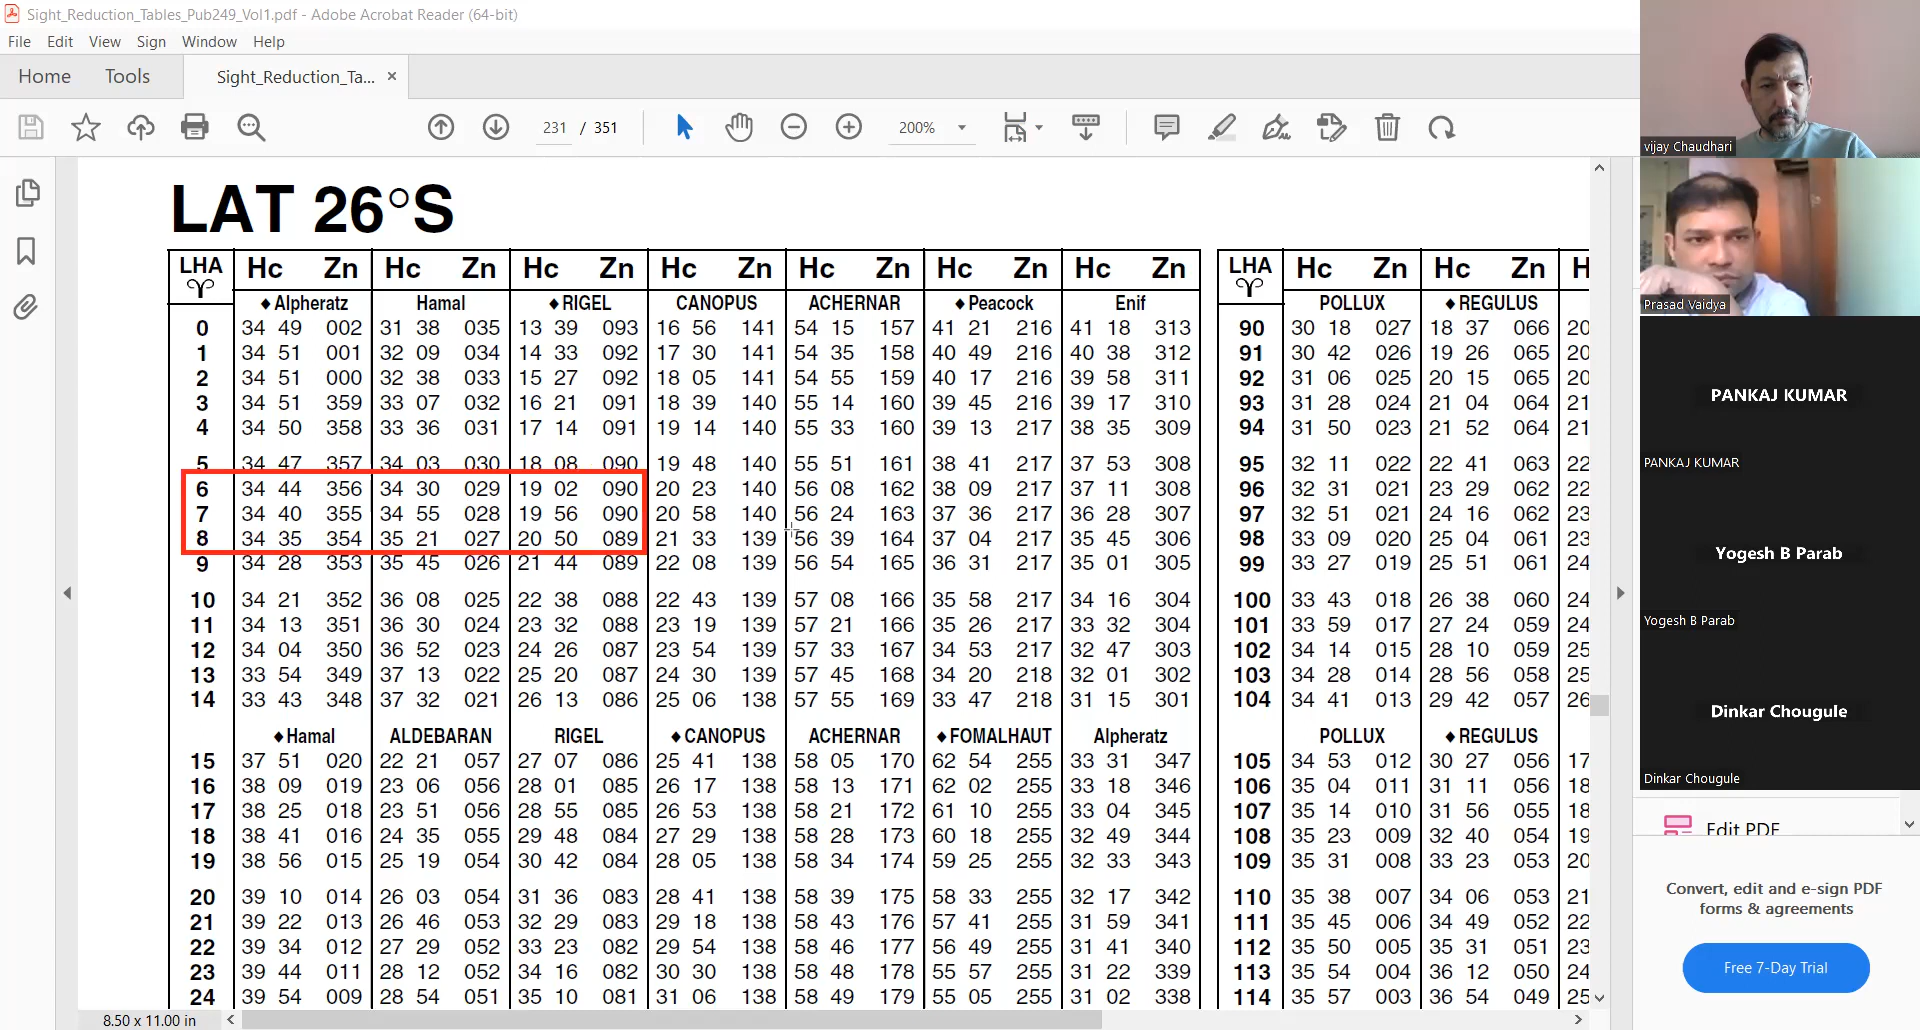 Sight_Reduction_Tables_Pub249_Vol1.pdf - Adobe Acrobat Reader (64-bit)
File Edit View Sign Window Help
Home Tools Sight_Reduction_Ta... ×
231 / 351 200%
LAT 26°S
LHA Hc Zn Hc Zn Hc Zn Hc Zn Hc Zn Hc Zn Hc Zn LHA Hc Zn Hc Zn H
♈ ♦Alpheratz Hamal ♦RIGEL CANOPUS ACHERNAR ♦Peacock Enif ♈ POLLUX ♦REGULUS
0 34 49 002 31 38 035 13 39 093 16 56 141 54 15 157 41 21 216 41 18 313 90 30 18 027 18 37 066 20
1 34 51 001 32 09 034 14 33 092 17 30 141 54 35 158 40 49 216 40 38 312 91 30 42 026 19 26 065 20
2 34 51 000 32 38 033 15 27 092 18 05 141 54 55 159 40 17 216 39 58 311 92 31 06 025 20 15 065 20
3 34 51 359 33 07 032 16 21 091 18 39 140 55 14 160 39 45 216 39 17 310 93 31 28 024 21 04 064 21
4 34 50 358 33 36 031 17 14 091 19 14 140 55 33 160 39 13 217 38 35 309 94 31 50 023 21 52 064 21
5 34 47 357 34 03 030 18 08 090 19 48 140 55 51 161 38 41 217 37 53 308 95 32 11 022 22 41 063 22
6 34 44 356 34 30 029 19 02 090 20 23 140 56 08 162 38 09 217 37 11 308 96 32 31 021 23 29 062 22
7 34 40 355 34 55 028 19 56 090 20 58 140 56 24 163 37 36 217 36 28 307 97 32 51 021 24 16 062 23
8 34 35 354 35 21 027 20 50 089 21 33 139 56 39 164 37 04 217 35 45 306 98 33 09 020 25 04 061 23
9 34 28 353 35 45 026 21 44 089 22 08 139 56 54 165 36 31 217 35 01 305 99 33 27 019 25 51 061 24
10 34 21 352 36 08 025 22 38 088 22 43 139 57 08 166 35 58 217 34 16 304 100 33 43 018 26 38 060 24
11 34 13 351 36 30 024 23 32 088 23 19 139 57 21 166 35 26 217 33 32 304 101 33 59 017 27 24 059 24
12 34 04 350 36 52 023 24 26 087 23 54 139 57 33 167 34 53 217 32 47 303 102 34 14 015 28 10 059 25
13 33 54 349 37 13 022 25 20 087 24 30 139 57 45 168 34 20 218 32 01 302 103 34 28 014 28 56 058 25
14 33 43 348 37 32 021 26 13 086 25 06 138 57 55 169 33 47 218 31 15 301 104 34 41 013 29 42 057 26
♦Hamal ALDEBARAN RIGEL ♦CANOPUS ACHERNAR ♦FOMALHAUT Alpheratz POLLUX ♦REGULUS
15 37 51 020 22 21 057 27 07 086 25 41 138 58 05 170 62 54 255 33 31 347 105 34 53 012 30 27 056 17
16 38 09 019 23 06 056 28 01 085 26 17 138 58 13 171 62 02 255 33 18 346 106 35 04 011 31 11 056 18
17 38 25 018 23 51 056 28 55 085 26 53 138 58 21 172 61 10 255 33 04 345 107 35 14 010 31 56 055 18
18 38 41 016 24 35 055 29 48 084 27 29 138 58 28 173 60 18 255 32 49 344 108 35 23 009 32 40 054 19
19 38 56 015 25 19 054 30 42 084 28 05 138 58 34 174 59 25 255 32 33 343 109 35 31 008 33 23 053 20
20 39 10 014 26 03 054 31 36 083 28 41 138 58 39 175 58 33 255 32 17 342 110 35 38 007 34 06 053 21
21 39 22 013 26 46 053 32 29 083 29 18 138 58 43 176 57 41 255 31 59 341 111 35 45 006 34 49 052 22
22 39 34 012 27 29 052 33 23 082 29 54 138 58 46 177 56 49 255 31 41 340 112 35 50 005 35 31 051 23
23 39 44 011 28 12 052 34 16 082 30 30 138 58 48 178 55 57 255 31 22 339 113 35 54 004 36 12 050 24
24 39 54 009 28 54 051 35 10 081 31 06 138 58 49 179 55 05 255 31 02 338 114 35 57 003 36 54 049 25
8.50 x 11.00 in
vijay Chaudhari
Prasad Vaidya
PANKAJ KUMAR
PANKAJ KUMAR
Yogesh B Parab
Yogesh B Parab
Dinkar Chougule
Dinkar Chougule
Edit PDF
Convert, edit and e-sign PDF
forms & agreements
Free 7-Day Trial